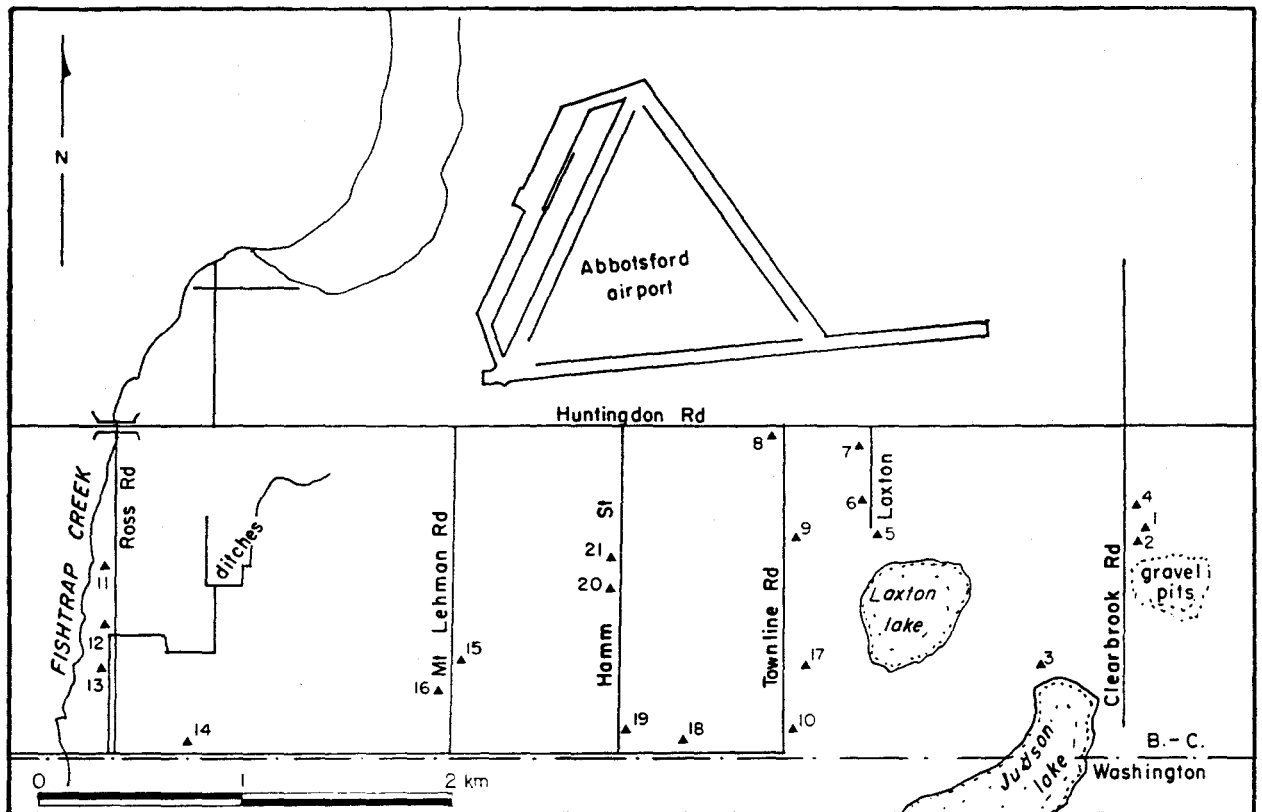 N
Abbotsford
airport
Huntingdon Rd
FISHTRAP CREEK
Ross Rd
ditches
Mt Lehman Rd
Hamm St
Townline Rd
Laxton
Clearbrook Rd
8
7
6
5
4
1
2
9
21
20
11
12
13
14
15
16
17
10
18
19
3
gravel
pits
Laxton
lake
Judson
lake
B.-C.
Washington
0 1 2 km